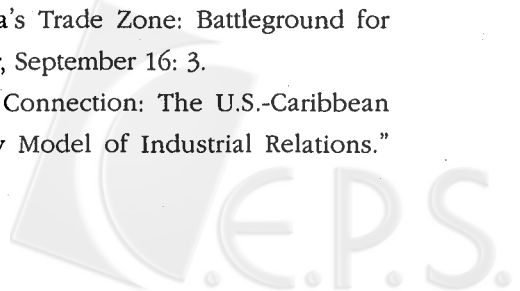 a's Trade Zone: Battleground for
, September 16: 3.
Connection: The U.S.-Caribbean
Model of Industrial Relations.”
C.E.P.S.